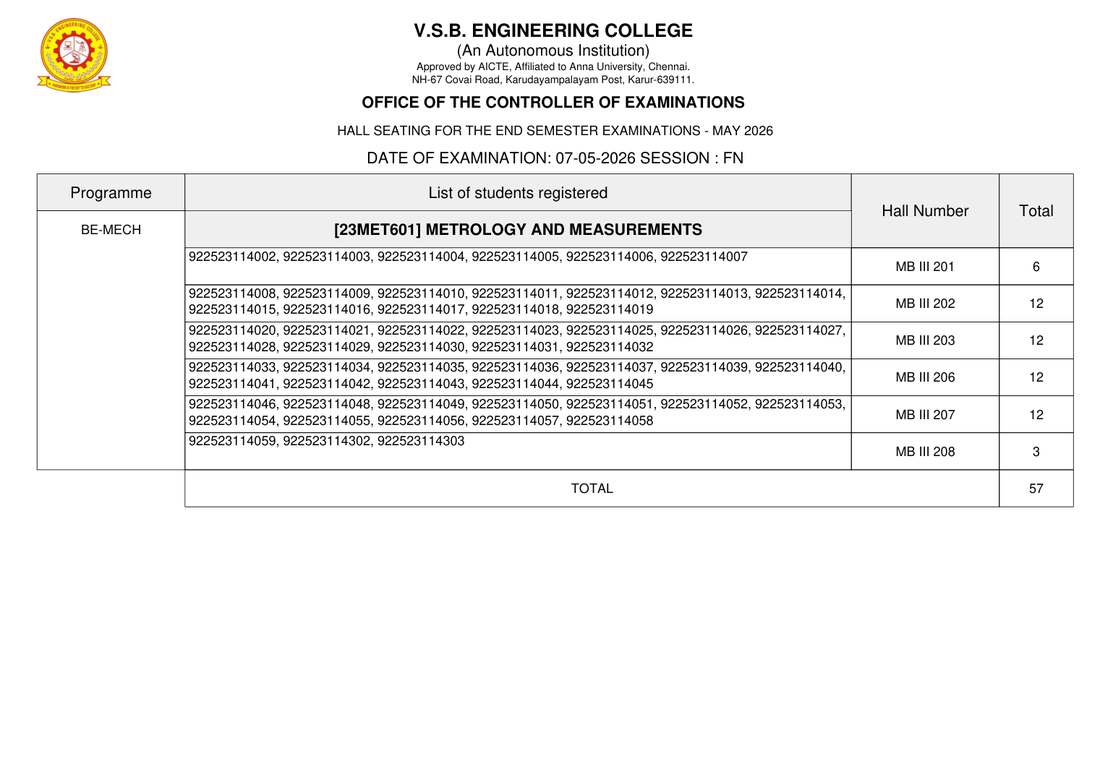 V.S.B. ENGINEERING COLLEGE
(An Autonomous Institution)
Approved by AICTE, Affiliated to Anna University, Chennai.
NH-67 Covai Road, Karudayampalayam Post, Karur-639111.
OFFICE OF THE CONTROLLER OF EXAMINATIONS
HALL SEATING FOR THE END SEMESTER EXAMINATIONS - MAY 2026
DATE OF EXAMINATION: 07-05-2026 SESSION : FN
Programme List of students registered Hall Number Total
BE-MECH [23MET601] METROLOGY AND MEASUREMENTS
922523114002, 922523114003, 922523114004, 922523114005, 922523114006, 922523114007
MB III 201 6
922523114008, 922523114009, 922523114010, 922523114011, 922523114012, 922523114013, 922523114014,
922523114015, 922523114016, 922523114017, 922523114018, 922523114019
MB III 202 12
922523114020, 922523114021, 922523114022, 922523114023, 922523114025, 922523114026, 922523114027,
922523114028, 922523114029, 922523114030, 922523114031, 922523114032
MB III 203 12
922523114033, 922523114034, 922523114035, 922523114036, 922523114037, 922523114039, 922523114040,
922523114041, 922523114042, 922523114043, 922523114044, 922523114045
MB III 206 12
922523114046, 922523114048, 922523114049, 922523114050, 922523114051, 922523114052, 922523114053,
922523114054, 922523114055, 922523114056, 922523114057, 922523114058
MB III 207 12
922523114059, 922523114302, 922523114303
MB III 208 3
TOTAL 57